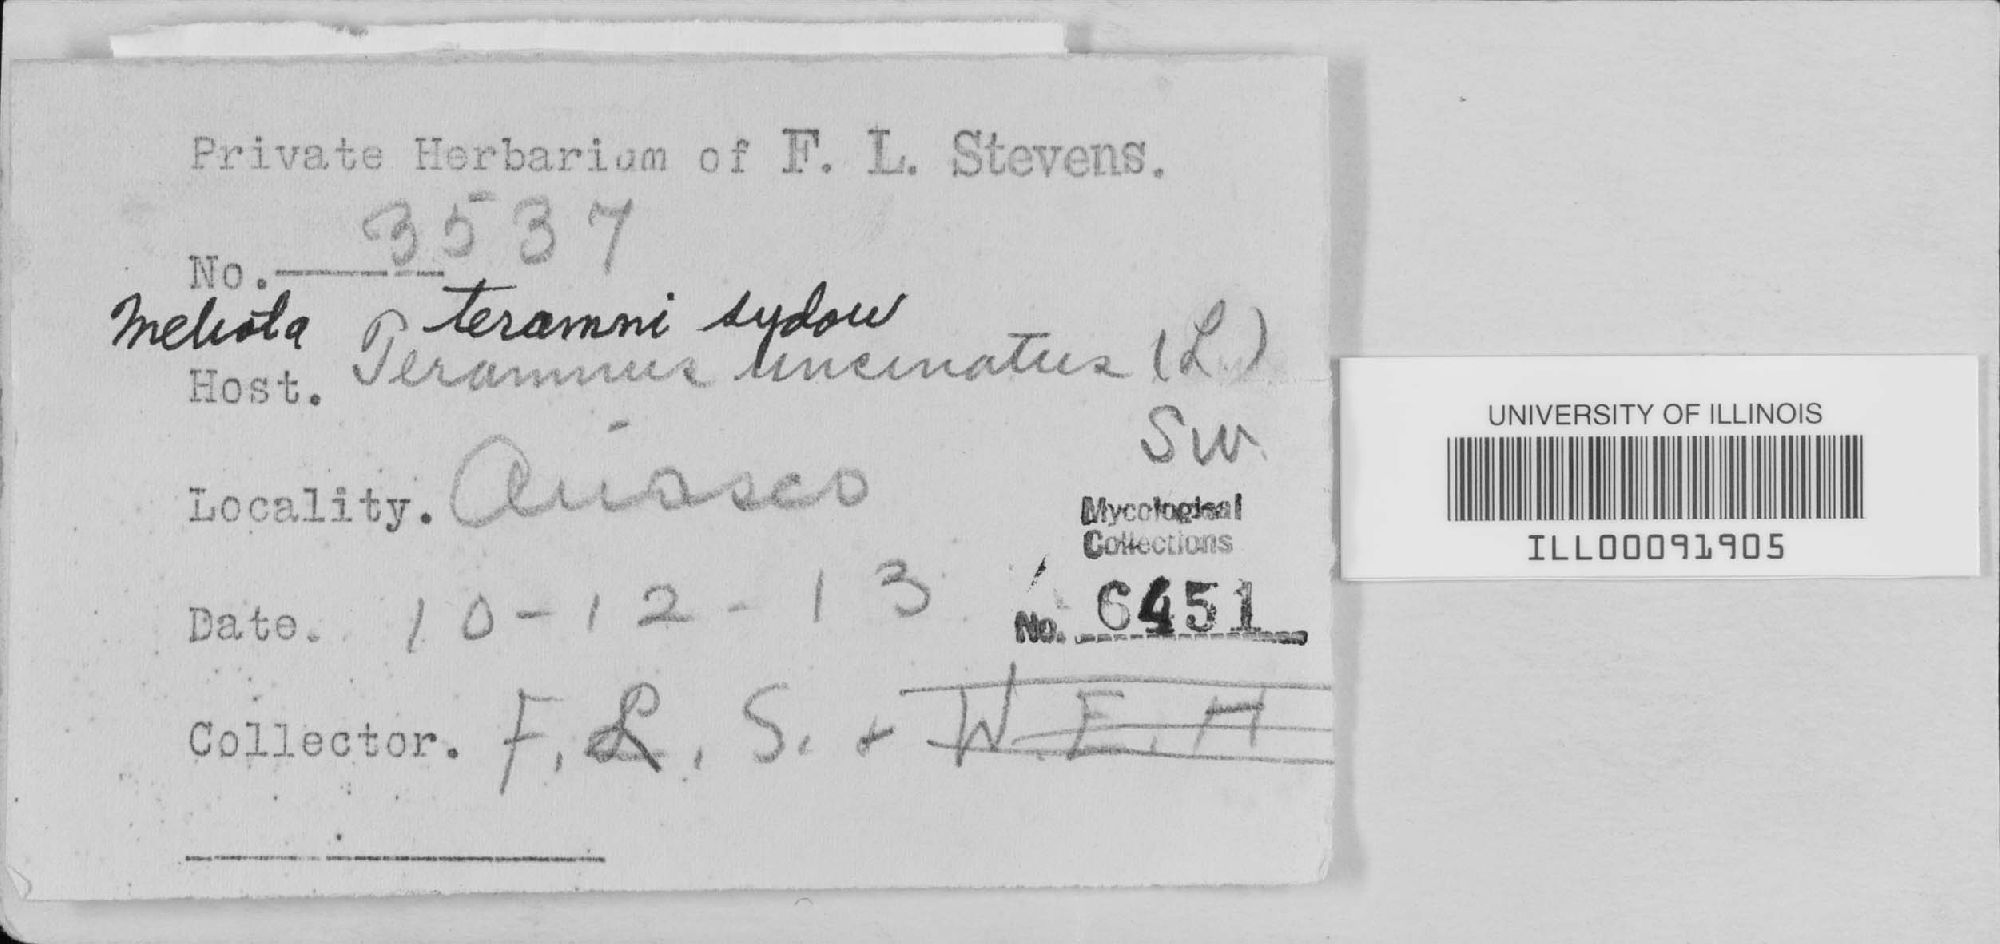 Private Herbarium of F. L. Stevens.
No. 3537
Meliola teramni Sydow
Host. Teramnus uncinatus (L.)
Sw.
Locality. Añasco
Date. 10-12-13
Collector. F. L. S. + W. E. H
Mycological
Collections
No. 6451
UNIVERSITY OF ILLINOIS
ILL00091905